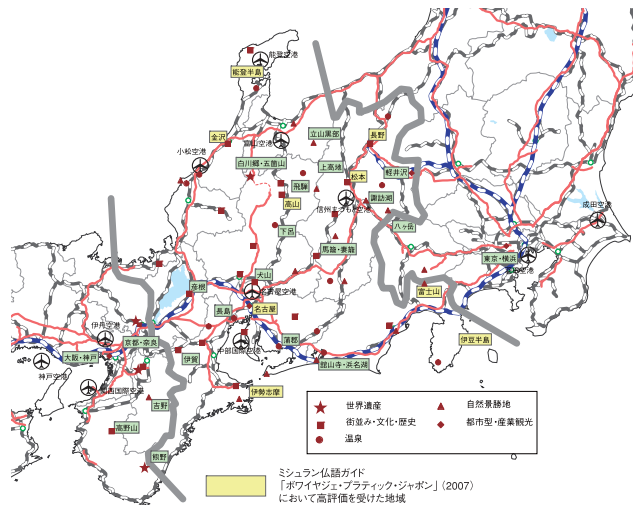 能登空港
能登半島
金沢
富山空港
立山黒部
長野
小松空港
白川郷・五箇山
上高地
軽井沢
飛騨
松本
高山
信州まつもと空港
諏訪湖
成田空港
下呂
八ヶ岳
馬籠・妻籠
東京・横浜
犬山
彦根
富士山
名古屋
長島
伊丹空港
京都・奈良
蒲郡
伊豆半島
大阪・神戸
伊賀
中部国際空港
舘山寺・浜名湖
神戸空港
関西国際空港
伊勢志摩
吉野
高野山
熊野
世界遺産
自然景勝地
街並み・文化・歴史
都市型・産業観光
温泉
ミシュラン仏語ガイド
「ボワイヤジェ・プラティック・ジャポン」（2007）
において高評価を受けた地域